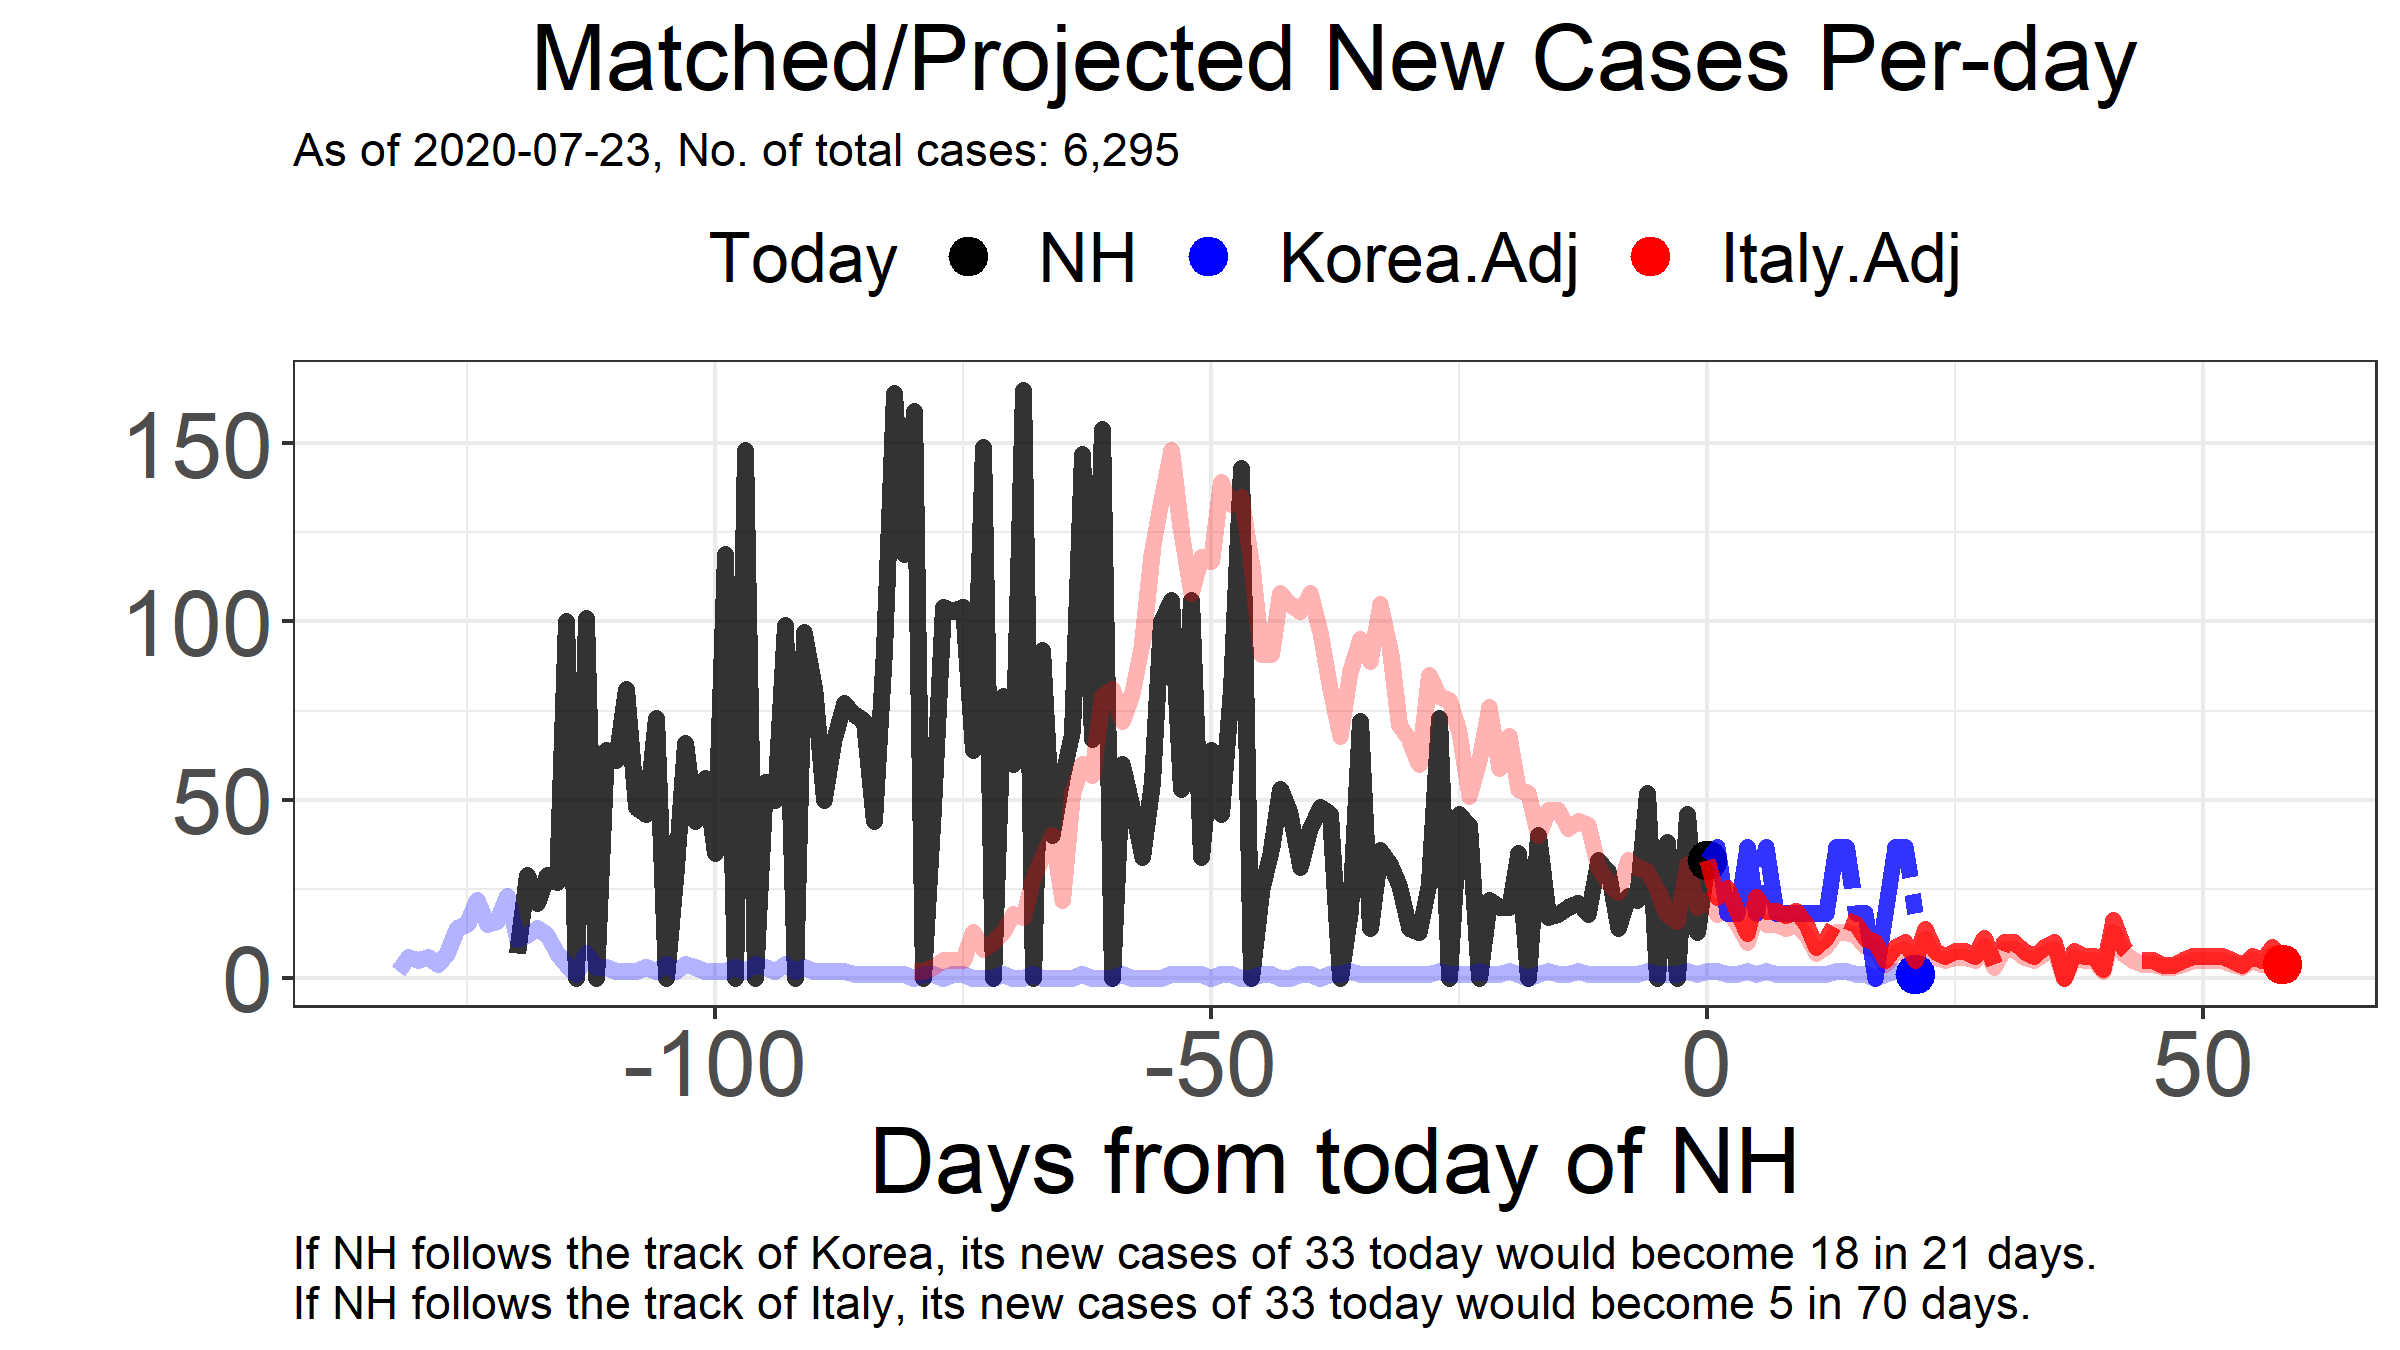 Matched/Projected New Cases Per-day
As of 2020-07-23, No. of total cases: 6,295
Today NH Korea.Adj Italy.Adj
150
100
50
0
-100 -50 0 50
Days from today of NH
If NH follows the track of Korea, its new cases of 33 today would become 18 in 21 days.
If NH follows the track of Italy, its new cases of 33 today would become 5 in 70 days.